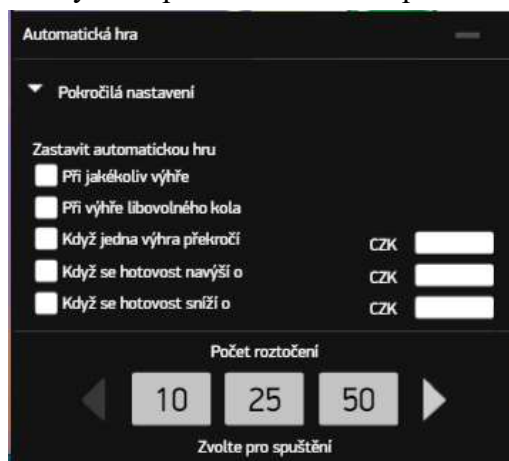 Automatická hra
Pokročilá nastavení
Zastavit automatickou hru
Při jakékoliv výhře
Při výhře libovolného kola
Když jedna výhra překročí CZK
Když se hotovost navýší o CZK
Když se hotovost sníží o CZK
Počet roztočení
10 25 50
Zvolte pro spuštění